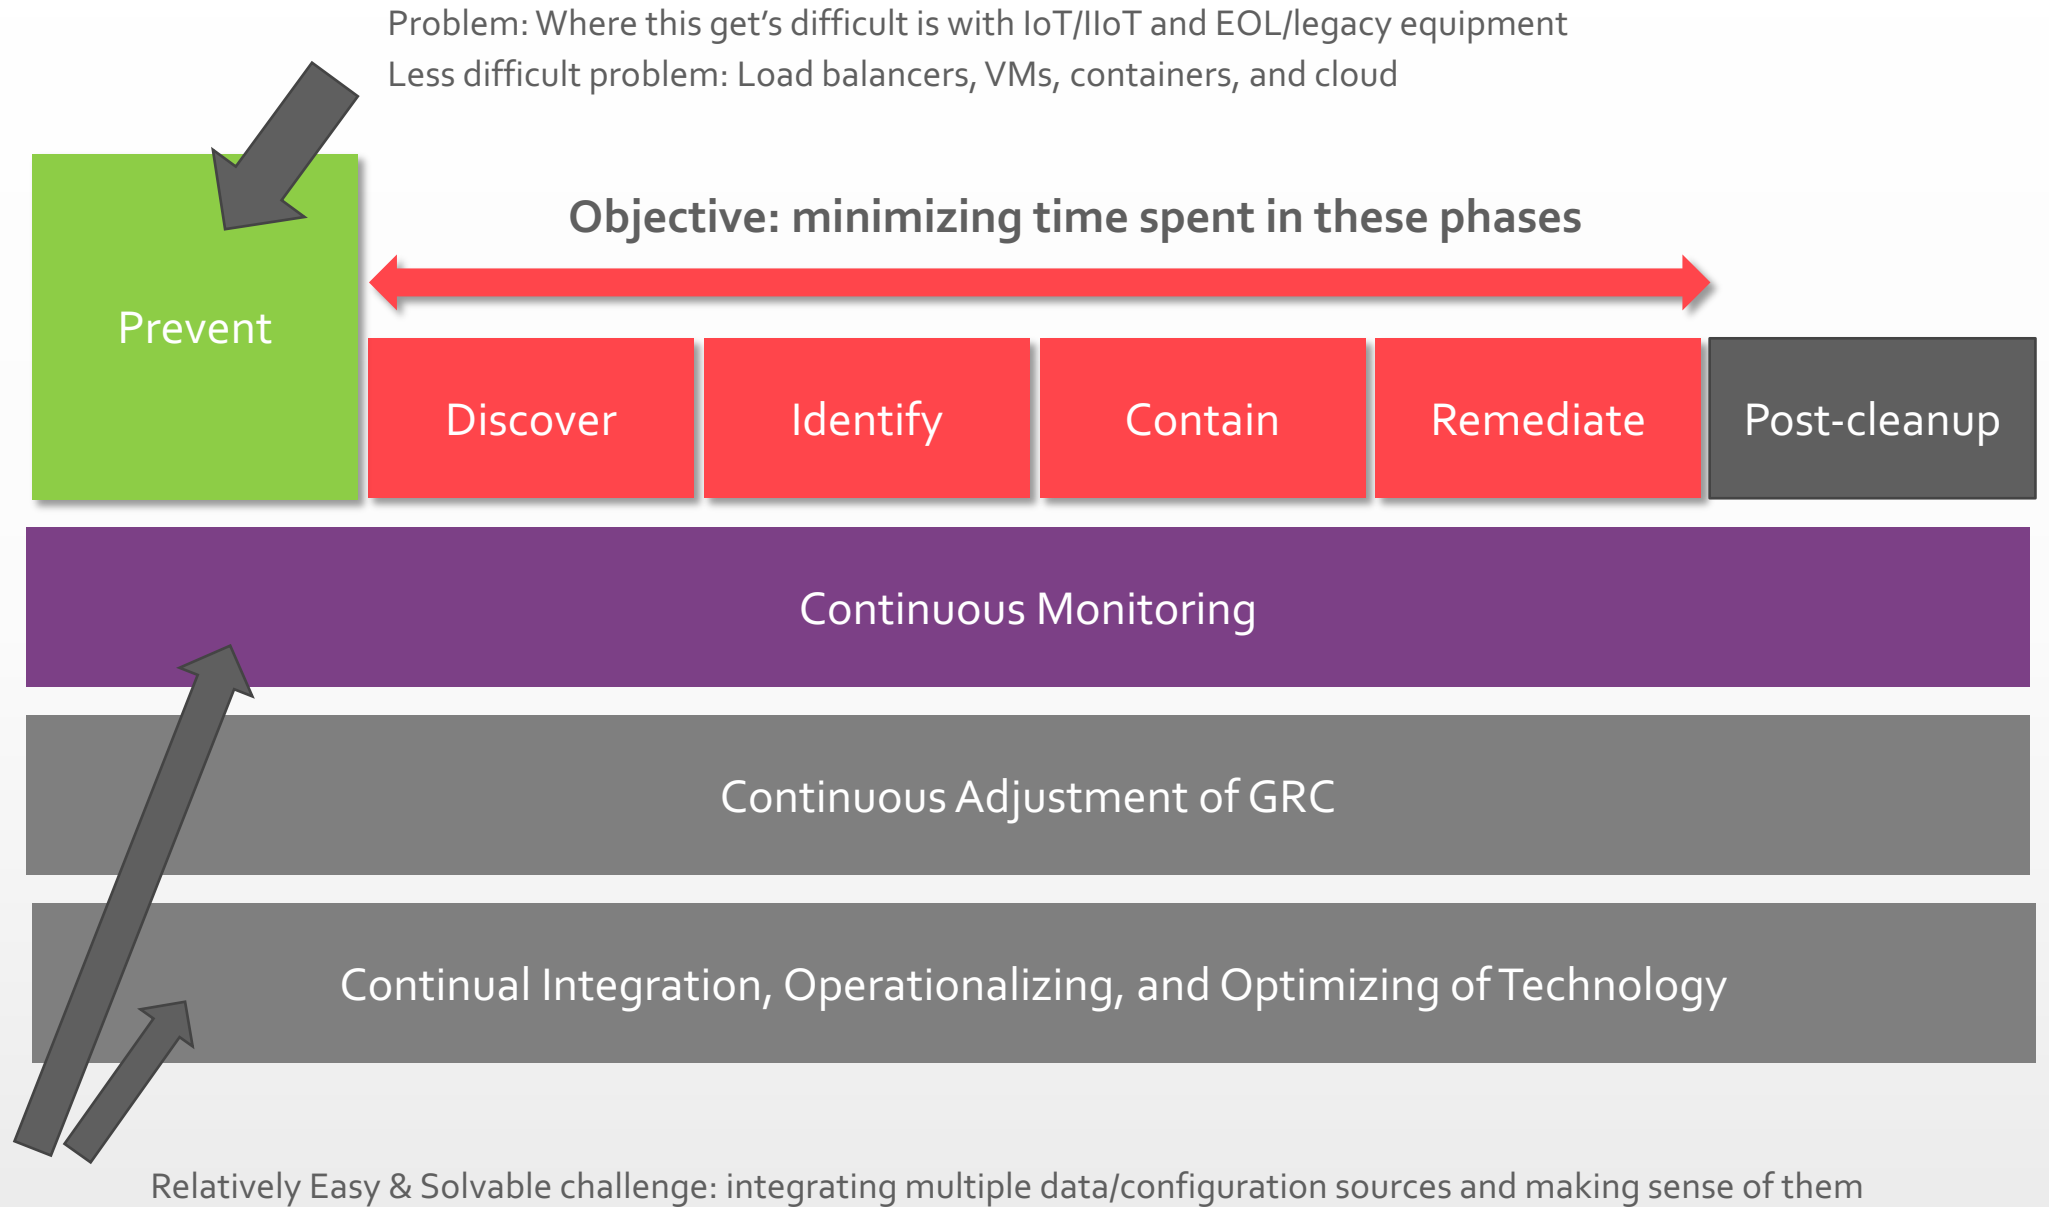 Problem: Where this get’s difficult is with IoT/IIoT and EOL/legacy equipment
Less difficult problem: Load balancers, VMs, containers, and cloud
Objective: minimizing time spent in these phases
Prevent
Discover
Identify
Contain
Remediate
Post-cleanup
Continuous Monitoring
Continuous Adjustment of GRC
Continual Integration, Operationalizing, and Optimizing of Technology
Relatively Easy & Solvable challenge: integrating multiple data/configuration sources and making sense of them